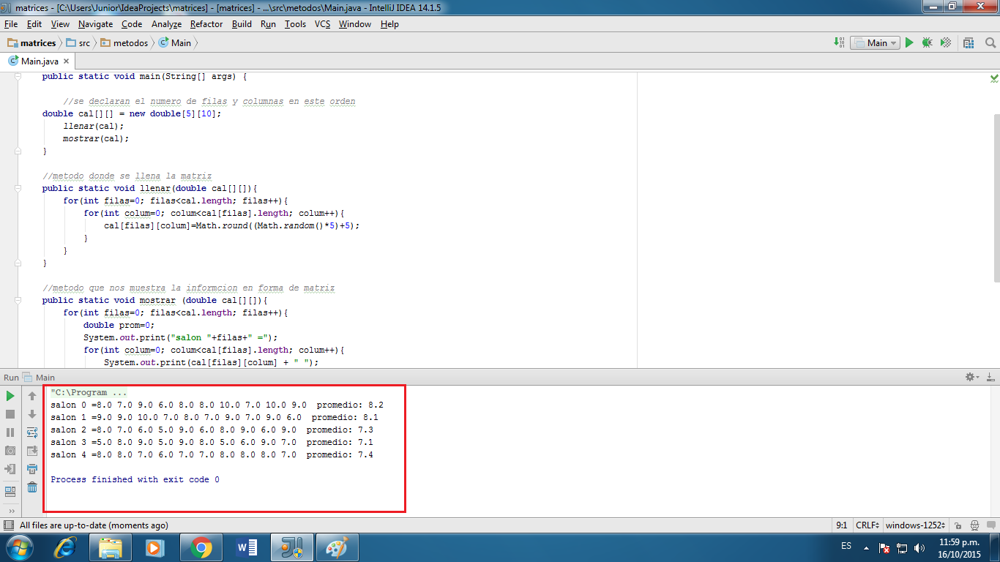 matrices - [C:\Users\Junior\IdeaProjects\matrices] - [matrices] - ...\src\metodos\Main.java - IntelliJ IDEA 14.1.5
File Edit View Navigate Code Analyze Refactor Build Run Tools VCS Window Help
matrices src metodos Main Main
Main.java
public static void main(String[] args) {
//se declaran el numero de filas y columnas en este orden
double cal[][] = new double[5][10];
llenar(cal);
mostrar(cal);
}
//metodo donde se llena la matriz
public static void llenar(double cal[][]){
for(int filas=0; filas<cal.length; filas++){
for(int colum=0; colum<cal[filas].length; colum++){
cal[filas][colum]=Math.round((Math.random()*5)+5);
}
}
}
//metodo que nos muestra la informcion en forma de matriz
public static void mostrar (double cal[][]){
for(int filas=0; filas<cal.length; filas++){
double prom=0;
System.out.print("salon "+filas+" =");
for(int colum=0; colum<cal[filas].length; colum++){
System.out.print(cal[filas][colum] + " ");
Run Main
"C:\Program ...
salon 0 =8.0 7.0 9.0 6.0 8.0 8.0 10.0 7.0 10.0 9.0  promedio: 8.2
salon 1 =9.0 9.0 10.0 7.0 8.0 7.0 9.0 7.0 9.0 6.0  promedio: 8.1
salon 2 =8.0 7.0 6.0 5.0 9.0 6.0 8.0 9.0 6.0 9.0  promedio: 7.3
salon 3 =5.0 8.0 9.0 5.0 9.0 8.0 5.0 6.0 9.0 7.0  promedio: 7.1
salon 4 =8.0 8.0 7.0 6.0 7.0 7.0 8.0 8.0 8.0 7.0  promedio: 7.4
Process finished with exit code 0
All files are up-to-date (moments ago) 9:1 CRLF windows-1252
ES 11:59 p.m.
16/10/2015